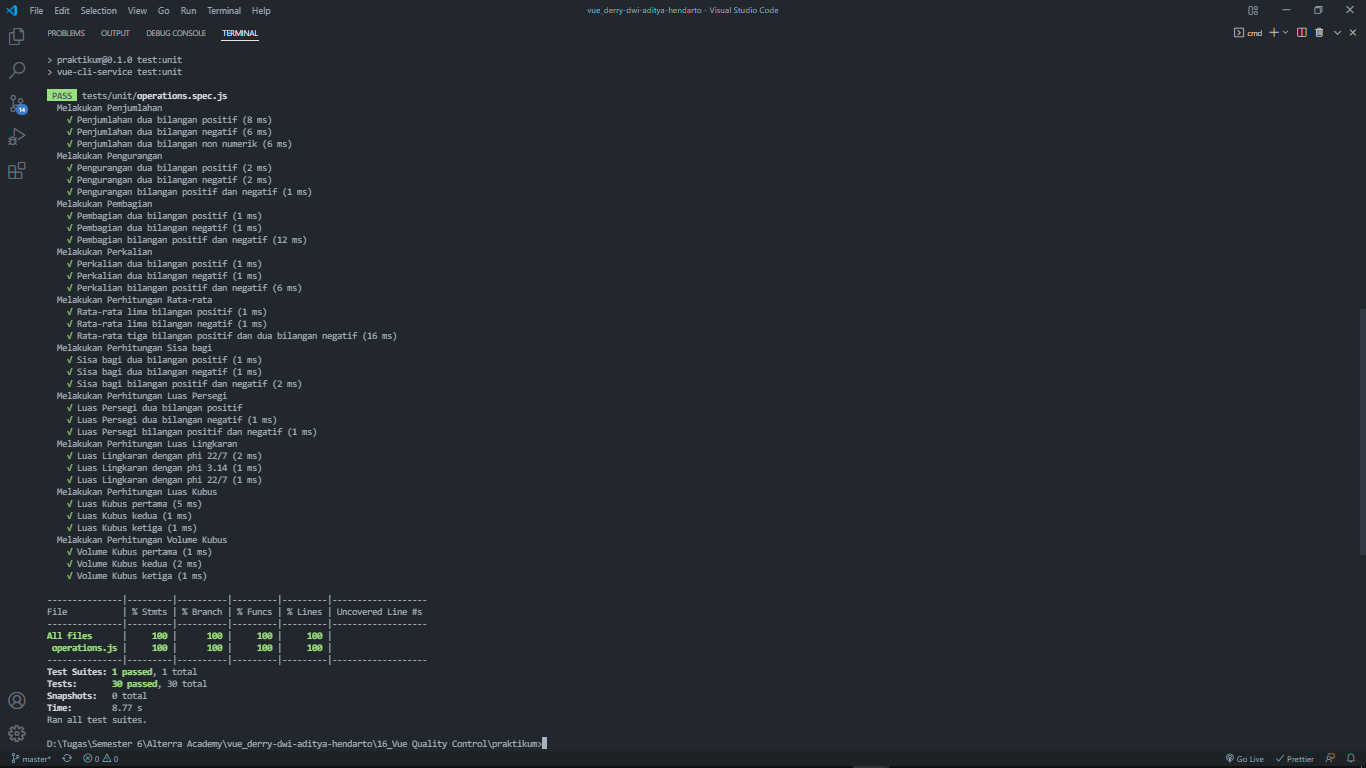 File Edit Selection View Go Run Terminal Help
vue_derry-dwi-aditya-hendarto - Visual Studio Code
PROBLEMS OUTPUT DEBUG CONSOLE TERMINAL
cmd
14
> praktikum@0.1.0 test:unit
> vue-cli-service test:unit
PASS tests/unit/operations.spec.js
Melakukan Penjumlahan
√ Penjumlahan dua bilangan positif (8 ms)
√ Penjumlahan dua bilangan negatif (6 ms)
√ Penjumlahan dua bilangan non numerik (6 ms)
Melakukan Pengurangan
√ Pengurangan dua bilangan positif (2 ms)
√ Pengurangan dua bilangan negatif (2 ms)
√ Pengurangan bilangan positif dan negatif (1 ms)
Melakukan Pembagian
√ Pembagian dua bilangan positif (1 ms)
√ Pembagian dua bilangan negatif (1 ms)
√ Pembagian bilangan positif dan negatif (12 ms)
Melakukan Perkalian
√ Perkalian dua bilangan positif (1 ms)
√ Perkalian dua bilangan negatif (1 ms)
√ Perkalian bilangan positif dan negatif (6 ms)
Melakukan Perhitungan Rata-rata
√ Rata-rata lima bilangan positif (1 ms)
√ Rata-rata lima bilangan negatif (1 ms)
√ Rata-rata tiga bilangan positif dan dua bilangan negatif (16 ms)
Melakukan Perhitungan Sisa bagi
√ Sisa bagi dua bilangan positif (1 ms)
√ Sisa bagi dua bilangan negatif (1 ms)
√ Sisa bagi bilangan positif dan negatif (2 ms)
Melakukan Perhitungan Luas Persegi
√ Luas Persegi dua bilangan positif
√ Luas Persegi dua bilangan negatif (1 ms)
√ Luas Persegi bilangan positif dan negatif (1 ms)
Melakukan Perhitungan Luas Lingkaran
√ Luas Lingkaran dengan phi 22/7 (2 ms)
√ Luas Lingkaran dengan phi 3.14 (1 ms)
√ Luas Lingkaran dengan phi 22/7 (1 ms)
Melakukan Perhitungan Luas Kubus
√ Luas Kubus pertama (5 ms)
√ Luas Kubus kedua (1 ms)
√ Luas Kubus ketiga (1 ms)
Melakukan Perhitungan Volume Kubus
√ Volume Kubus pertama (1 ms)
√ Volume Kubus kedua (2 ms)
√ Volume Kubus ketiga (1 ms)
---------------|---------|----------|---------|---------|-------------------
File | % Stmts | % Branch | % Funcs | % Lines | Uncovered Line #s
---------------|---------|----------|---------|---------|-------------------
All files | 100 | 100 | 100 | 100 |
operations.js | 100 | 100 | 100 | 100 |
---------------|---------|----------|---------|---------|-------------------
Test Suites: 1 passed, 1 total
Tests: 30 passed, 30 total
Snapshots: 0 total
Time: 8.77 s
Ran all test suites.
D:\Tugas\Semester 6\Alterra Academy\vue_derry-dwi-aditya-hendarto\16_Vue Quality Control\praktikum>
master* 0 0 Go Live Prettier